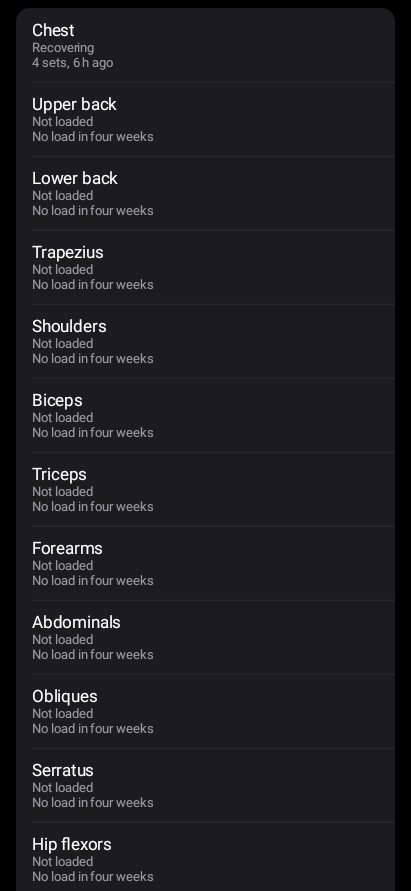 Chest
Recovering
4 sets, 6 h ago
Upper back
Not loaded
No load in four weeks
Lower back
Not loaded
No load in four weeks
Trapezius
Not loaded
No load in four weeks
Shoulders
Not loaded
No load in four weeks
Biceps
Not loaded
No load in four weeks
Triceps
Not loaded
No load in four weeks
Forearms
Not loaded
No load in four weeks
Abdominals
Not loaded
No load in four weeks
Obliques
Not loaded
No load in four weeks
Serratus
Not loaded
No load in four weeks
Hip flexors
Not loaded
No load in four weeks